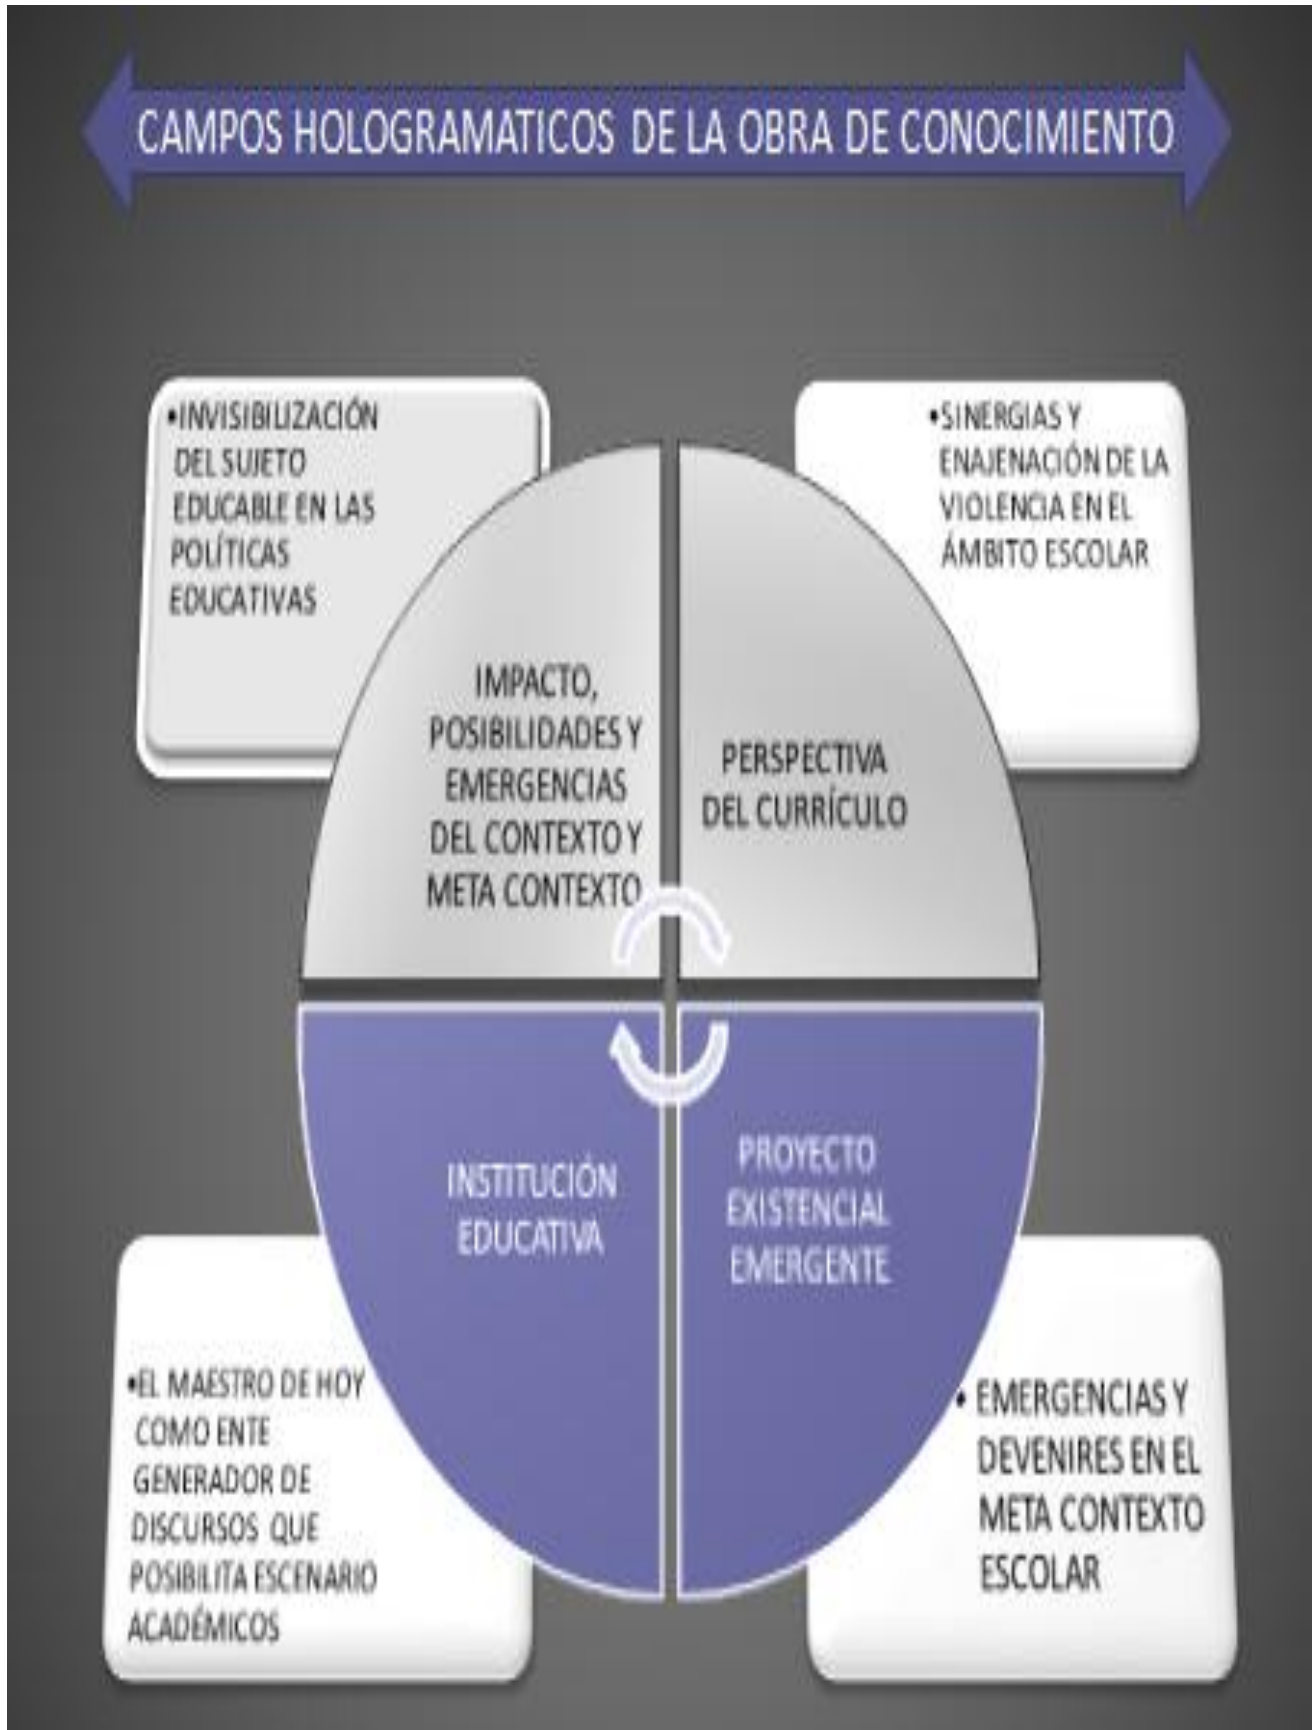 CAMPOS HOLOGRAMATICOS DE LA OBRA DE CONOCIMIENTO
•INVISIBILIZACIÓN
DEL SUJETO
EDUCABLE EN LAS
POLÍTICAS
EDUCATIVAS
•SINERGIAS Y
ENAJENACIÓN DE LA
VIOLENCIA EN EL
ÁMBITO ESCOLAR
IMPACTO,
POSIBILIDADES Y
EMERGENCIAS
DEL CONTEXTO Y
META CONTEXTO
PERSPECTIVA
DEL CURRÍCULO
INSTITUCIÓN
EDUCATIVA
PROYECTO
EXISTENCIAL
EMERGENTE
•EL MAESTRO DE HOY
COMO ENTE
GENERADOR DE
DISCURSOS QUE
POSIBILITA ESCENARIO
ACADÉMICOS
• EMERGENCIAS Y
DEVENIRES EN EL
META CONTEXTO
ESCOLAR